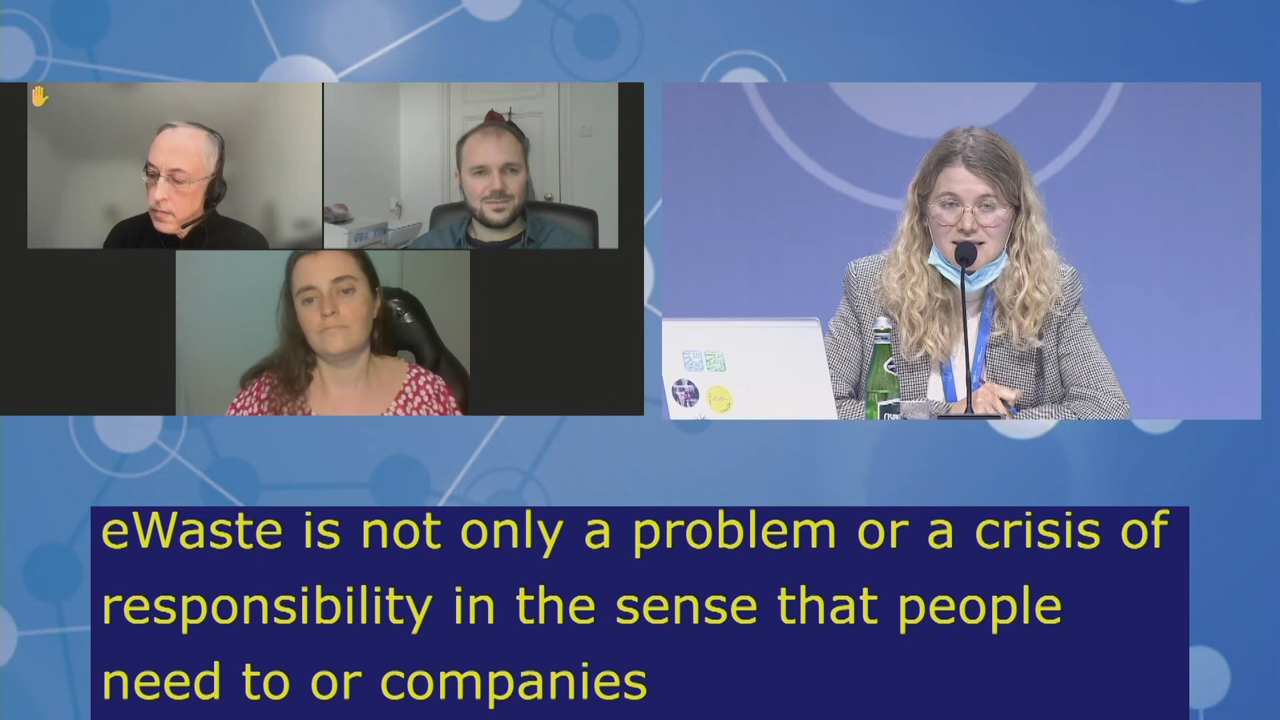 eWaste is not only a problem or a crisis of
responsibility in the sense that people
need to or companies